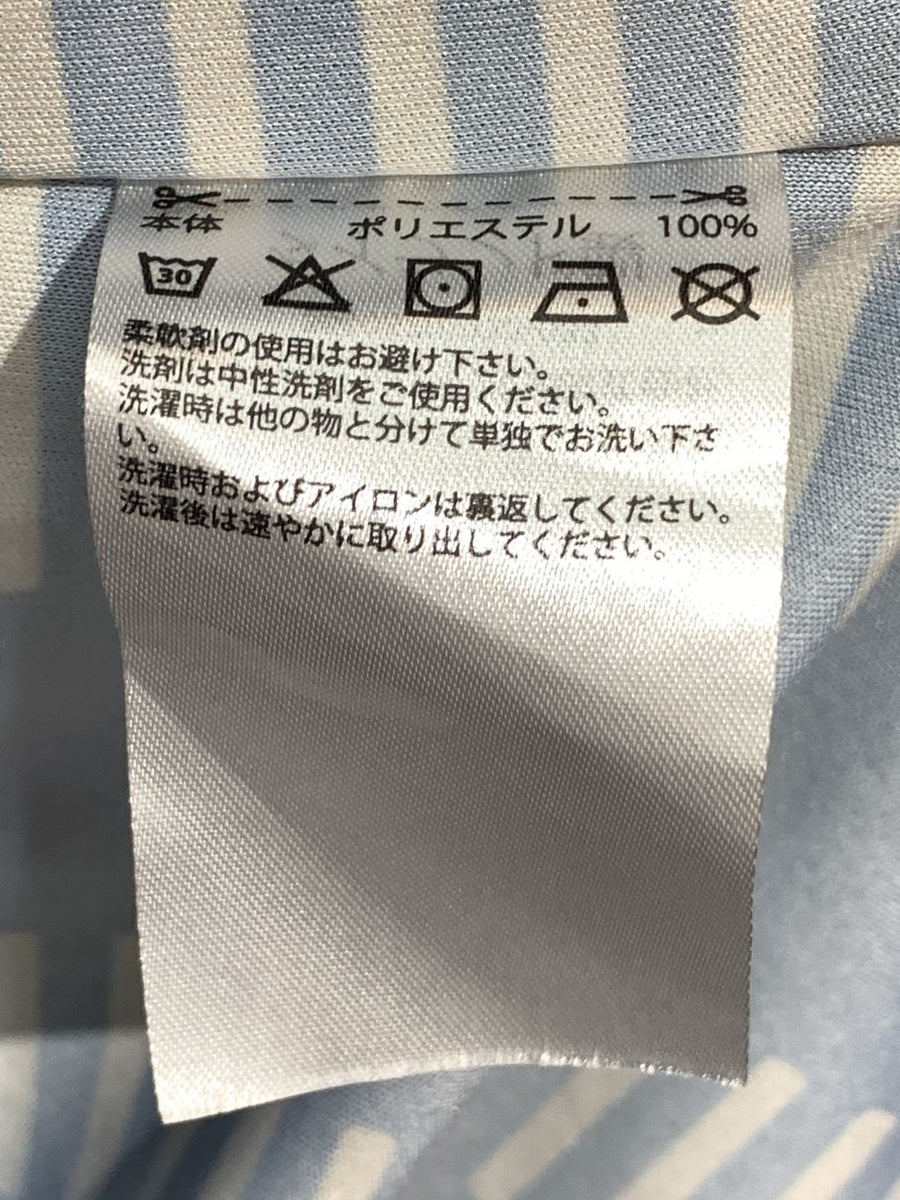 本体 ポリエステル 100%
30
柔軟剤の使用はお避け下さい。
洗剤は中性洗剤をご使用ください。
洗濯時は他の物と分けて単独でお洗い下さ
い。
洗濯時およびアイロンは裏返してください。
洗濯後は速やかに取り出してください。